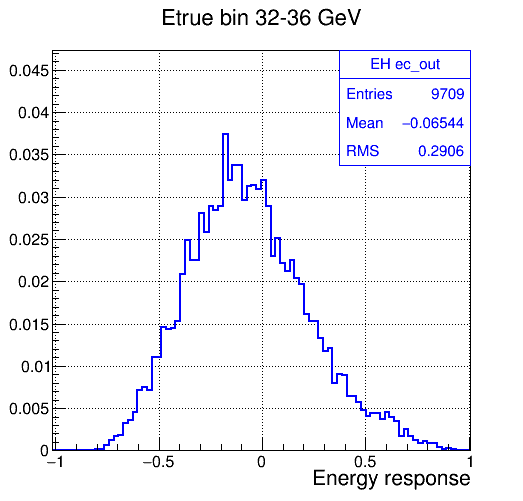 Etrue bin 32-36 GeV
EH ec_out
Entries 9709
Mean −0.06544
RMS 0.2906
0.045
0.04
0.035
0.03
0.025
0.02
0.015
0.01
0.005
0
−1 −0.5 0 0.5 1
Energy response